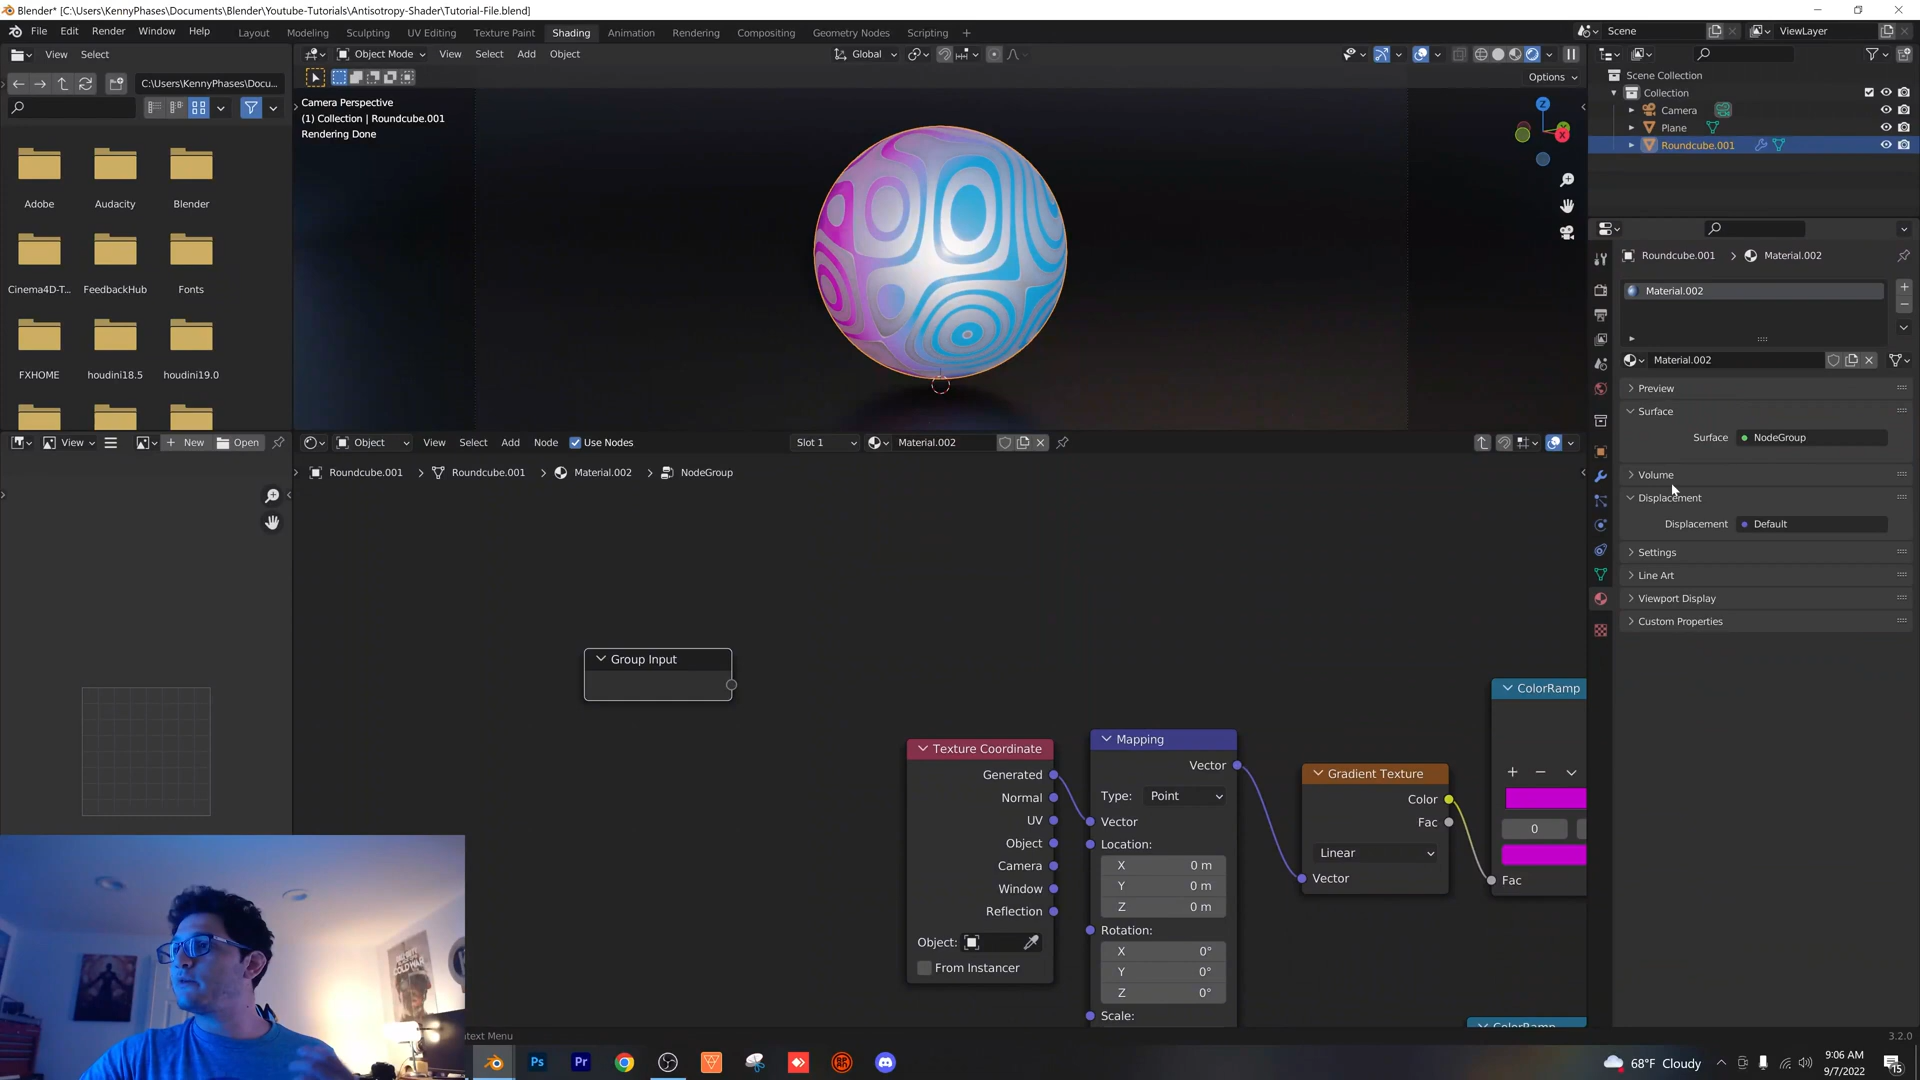 Blender* [C:\Users\KennyPhases\Documents\Blender\Youtube-Tutorials\Antisotropy-Shader\Tutorial-File.blend]
File Edit Render Window Help Layout Modeling Sculpting UV Editing Texture Paint Shading Animation Rendering Compositing Geometry Nodes Scripting + Scene ViewLayer
View Select Object Mode View Select Add Object Global
C:\Users\KennyPhases\Docu... Options
Camera Perspective
(1) Collection | Roundcube.001
Rendering Done
Z
X
Adobe Audacity Blender
Cinema4D-T... FeedbackHub Fonts
FXHOME houdini18.5 houdini19.0
Scene Collection
Collection
Camera
Plane
Roundcube.001
Roundcube.001 > Material.002
Material.002
Material.002
Preview
Surface
Surface NodeGroup
Volume
Displacement
Displacement Default
Settings
Line Art
Viewport Display
Custom Properties
View New Open Object View Select Add Node Use Nodes Slot 1 Material.002
Roundcube.001 > Roundcube.001 > Material.002 > NodeGroup
Group Input
Texture Coordinate
Generated
Normal
UV
Object
Camera
Window
Reflection
Object:
From Instancer
Mapping
Vector
Type: Point
Vector
Location:
X 0 m
Y 0 m
Z 0 m
Rotation:
X 0°
Y 0°
Z 0°
Scale:
Gradient Texture
Color
Fac
Linear
Vector
ColorRamp
0
Fac
ColorRamp
COLD WAR
text Menu
3.2.0
Ps Pr
68°F Cloudy
9:06 AM
9/7/2022
15